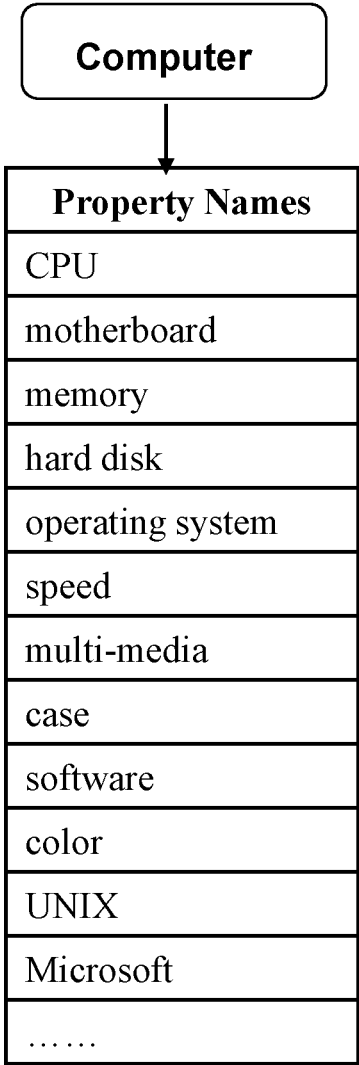 Computer
Property Names
CPU
motherboard
memory
hard disk
operating system
speed
multi-media
case
software
color
UNIX
Microsoft
……